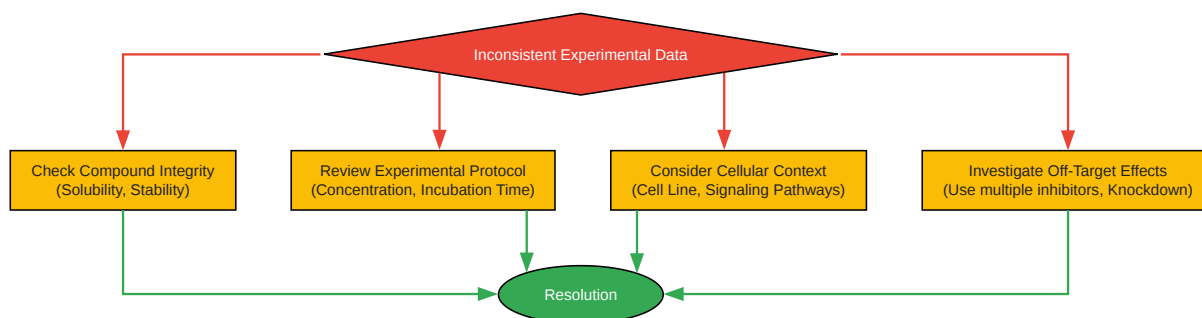 Inconsistent Experimental Data
Check Compound Integrity
(Solubility, Stability)
Review Experimental Protocol
(Concentration, Incubation Time)
Consider Cellular Context
(Cell Line, Signaling Pathways)
Investigate Off-Target Effects
(Use multiple inhibitors, Knockdown)
Resolution